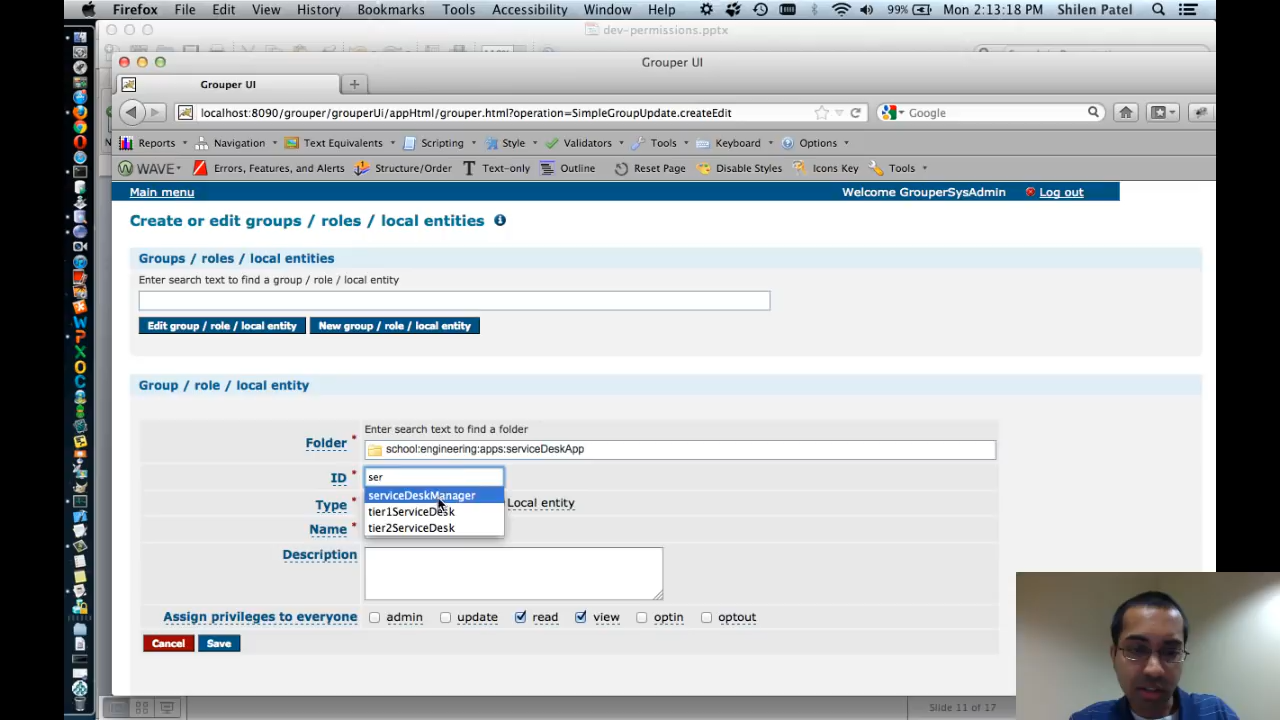 Firefox File Edit View History Bookmarks Tools Accessibility Window Help 99% Mon 2:13:18 PM Shilen Patel
dev-permissions.pptx
Grouper UI
Grouper UI
localhost:8090/grouper/grouperUi/appHtml/grouper.html?operation=SimpleGroupUpdate.createEdit Google
Reports Navigation Text Equivalents Scripting Style Validators Tools Keyboard Options
WAVE Errors, Features, and Alerts Structure/Order Text-only Outline Reset Page Disable Styles Icons Key Tools
Main menu Welcome GrouperSysAdmin Log out
Create or edit groups / roles / local entities
Groups / roles / local entities
Enter search text to find a group / role / local entity
Edit group / role / local entity New group / role / local entity
Group / role / local entity
Enter search text to find a folder
Folder * school:engineering:apps:serviceDeskApp
ID * ser
serviceDeskManager
Type * tier1ServiceDesk Local entity
Name * tier2ServiceDesk
Description
Assign privileges to everyone admin update read view optin optout
Cancel Save
Slide 11 of 17